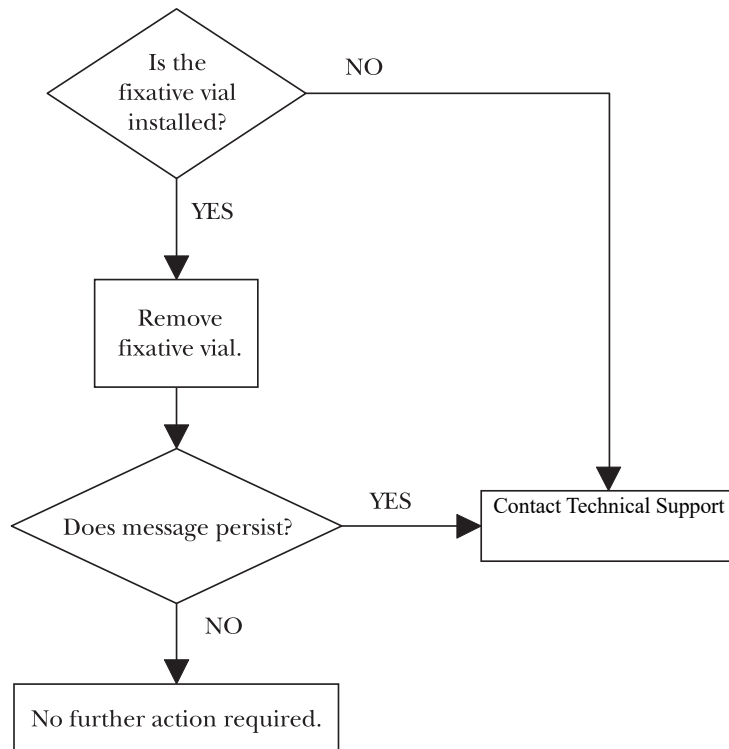 Is the
fixative vial
installed?
NO
YES
Remove
fixative vial.
Does message persist?
YES
Contact Technical Support
NO
No further action required.